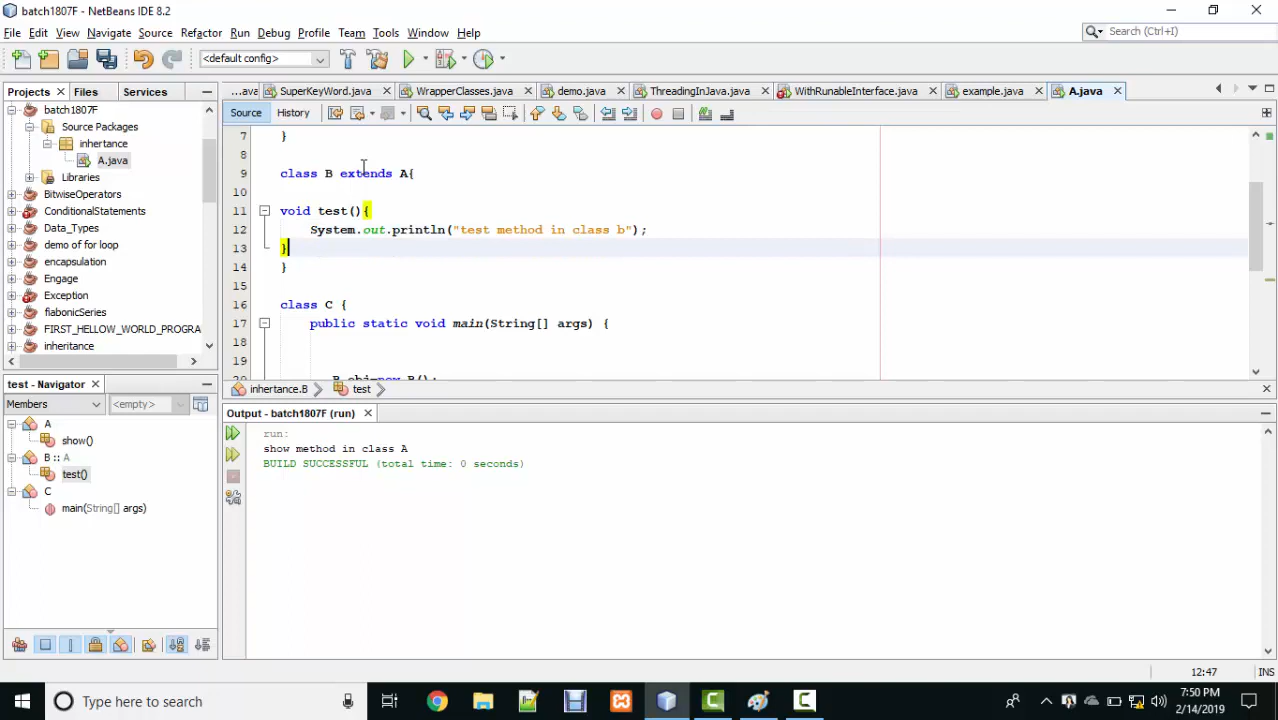 batch1807F - NetBeans IDE 8.2
File Edit View Navigate Source Refactor Run Debug Profile Team Tools Window Help
Search (Ctrl+I)
<default config>
Projects Files Services
...ava SuperKeyWord.java WrapperClasses.java demo.java ThreadingInJava.java WithRunableInterface.java example.java A.java
Source History
batch1807F
Source Packages
inhertance
A.java
Libraries
BitwiseOperators
ConditionalStatements
Data_Types
demo of for loop
encapsulation
Engage
Exception
fiabonicSeries
FIRST_HELLOW_WORLD_PROGRA
inheritance
7 }
8
9 class B extends A{
10
11 void test(){
12 System.out.println("test method in class b");
13 }
14 }
15
16 class C {
17 public static void main(String[] args) {
18
19
20 B obj=new B();
inhertance.B test
test - Navigator
Members <empty>
A
show()
B :: A
test()
C
main(String[] args)
Output - batch1807F (run)
run:
show method in class A
BUILD SUCCESSFUL (total time: 0 seconds)
12:47 INS
Type here to search
7:50 PM
2/14/2019